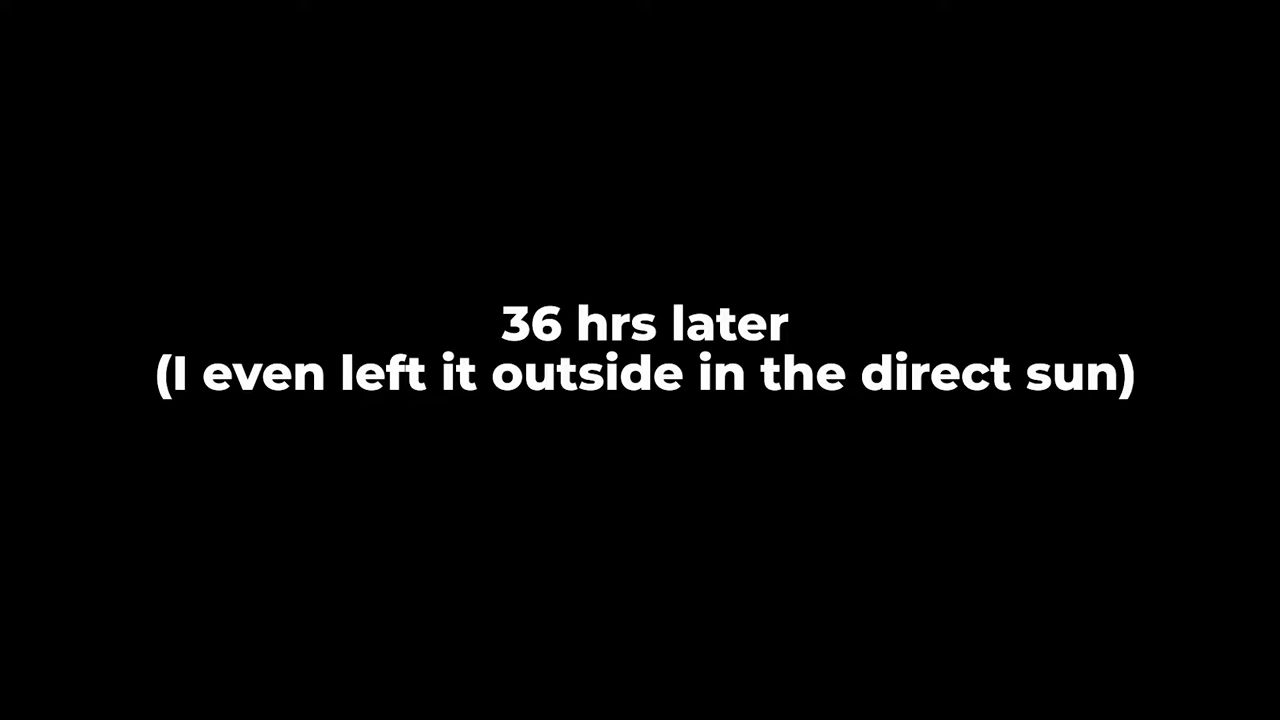 36 hrs later
(I even left it outside in the direct sun)